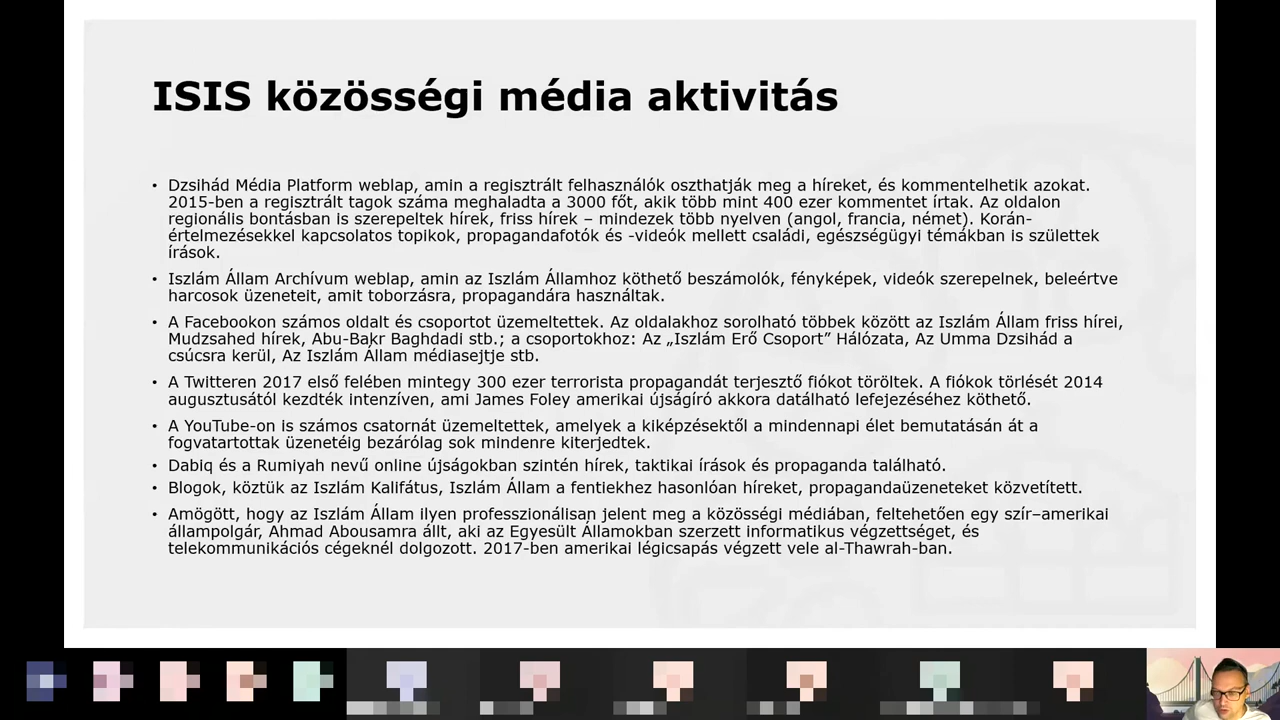 ISIS közösségi média aktivitás
• Dzsihád Média Platform weblap, amin a regisztrált felhasználók oszthatják meg a híreket, és kommentelhetik azokat.
2015-ben a regisztrált tagok száma meghaladta a 3000 főt, akik több mint 400 ezer kommentet írtak. Az oldalon
regionális bontásban is szerepeltek hírek, friss hírek – mindezek több nyelven (angol, francia, német). Korán-
értelmezésekkel kapcsolatos topikok, propagandafotók és -videók mellett családi, egészségügyi témákban is születtek
írások.
• Iszlám Állam Archívum weblap, amin az Iszlám Államhoz köthető beszámolók, fényképek, videók szerepelnek, beleértve
harcosok üzeneteit, amit toborzásra, propagandára használtak.
• A Facebookon számos oldalt és csoportot üzemeltettek. Az oldalakhoz sorolható többek között az Iszlám Állam friss hírei,
Mudzsahed hírek, Abu-Bakr Baghdadi stb.; a csoportokhoz: Az „Iszlám Erő Csoport” Hálózata, Az Umma Dzsihád a
csúcsra kerül, Az Iszlám Állam médiasejtje stb.
• A Twitteren 2017 első felében mintegy 300 ezer terrorista propagandát terjesztő fiókot töröltek. A fiókok törlését 2014
augusztusától kezdték intenzíven, ami James Foley amerikai újságíró akkora datálható lefejezéséhez köthető.
• A YouTube-on is számos csatornát üzemeltettek, amelyek a kiképzésektől a mindennapi élet bemutatásán át a
fogvatartottak üzenetéig bezárólag sok mindenre kiterjedtek.
• Dabiq és a Rumiyah nevű online újságokban szintén hírek, taktikai írások és propaganda található.
• Blogok, köztük az Iszlám Kalifátus, Iszlám Állam a fentiekhez hasonlóan híreket, propagandaüzeneteket közvetített.
• Amögött, hogy az Iszlám Állam ilyen professzionálisan jelent meg a közösségi médiában, feltehetően egy szír–amerikai
állampolgár, Ahmad Abousamra állt, aki az Egyesült Államokban szerzett informatikus végzettséget, és
telekommunikációs cégeknél dolgozott. 2017-ben amerikai légicsapás végzett vele al-Thawrah-ban.